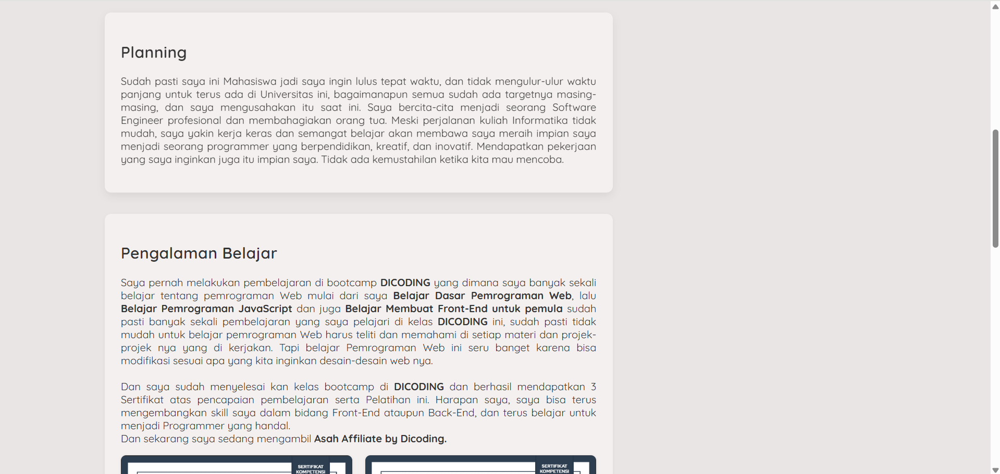 Planning
Sudah pasti saya ini Mahasiswa jadi saya ingin lulus tepat waktu, dan tidak mengulur-ulur waktu
panjang untuk terus ada di Universitas ini, bagaimanapun semua sudah ada targetnya masing-
masing, dan saya mengusahakan itu saat ini. Saya bercita-cita menjadi seorang Software
Engineer profesional dan membahagiakan orang tua. Meski perjalanan kuliah Informatika tidak
mudah, saya yakin kerja keras dan semangat belajar akan membawa saya meraih impian saya
menjadi seorang programmer yang berpendidikan, kreatif, dan inovatif. Mendapatkan pekerjaan
yang saya inginkan juga itu impian saya. Tidak ada kemustahilan ketika kita mau mencoba.
Pengalaman Belajar
Saya pernah melakukan pembelajaran di bootcamp DICODING yang dimana saya banyak sekali
belajar tentang pemrograman Web mulai dari saya Belajar Dasar Pemrograman Web, lalu
Belajar Pemrograman JavaScript dan juga Belajar Membuat Front-End untuk pemula sudah
pasti banyak sekali pembelajaran yang saya pelajari di kelas DICODING ini, sudah pasti tidak
mudah untuk belajar pemrograman Web harus teliti dan memahami di setiap materi dan projek-
projek nya yang di kerjakan. Tapi belajar Pemrograman Web ini seru banget karena bisa
modifikasi sesuai apa yang kita inginkan desain-desain web nya.
Dan saya sudah menyelesai kan kelas bootcamp di DICODING dan berhasil mendapatkan 3
Sertifikat atas pencapaian pembelajaran serta Pelatihan ini. Harapan saya, saya bisa terus
mengembangkan skill saya dalam bidang Front-End ataupun Back-End, dan terus belajar untuk
menjadi Programmer yang handal.
Dan sekarang saya sedang mengambil Asah Affiliate by Dicoding.
SERTIFIKAT
KOMPETENSI
SERTIFIKAT
KOMPETENSI